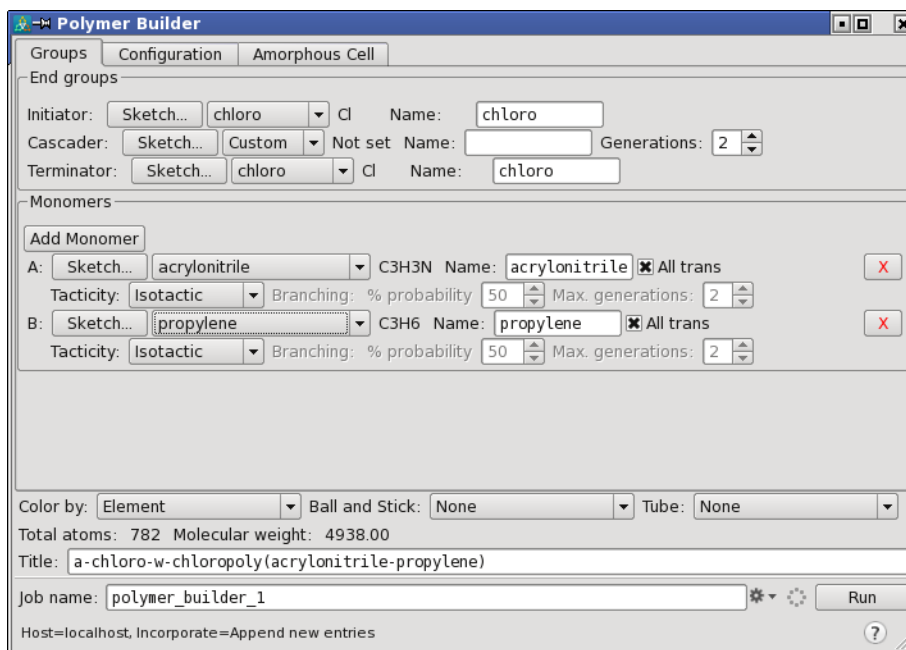 Polymer Builder
Groups Configuration Amorphous Cell
End groups
Initiator: Sketch... chloro Cl Name: chloro
Cascader: Sketch... Custom Not set Name: Generations: 2
Terminator: Sketch... chloro Cl Name: chloro
Monomers
Add Monomer
A: Sketch... acrylonitrile C3H3N Name: acrylonitrile All trans X
Tacticity: Isotactic Branching: % probability 50 Max. generations: 2
B: Sketch... propylene C3H6 Name: propylene All trans X
Tacticity: Isotactic Branching: % probability 50 Max. generations: 2
Color by: Element Ball and Stick: None Tube: None
Total atoms: 782 Molecular weight: 4938.00
Title: a-chloro-w-chloropoly(acrylonitrile-propylene)
Job name: polymer_builder_1 Run
Host=localhost, Incorporate=Append new entries ?